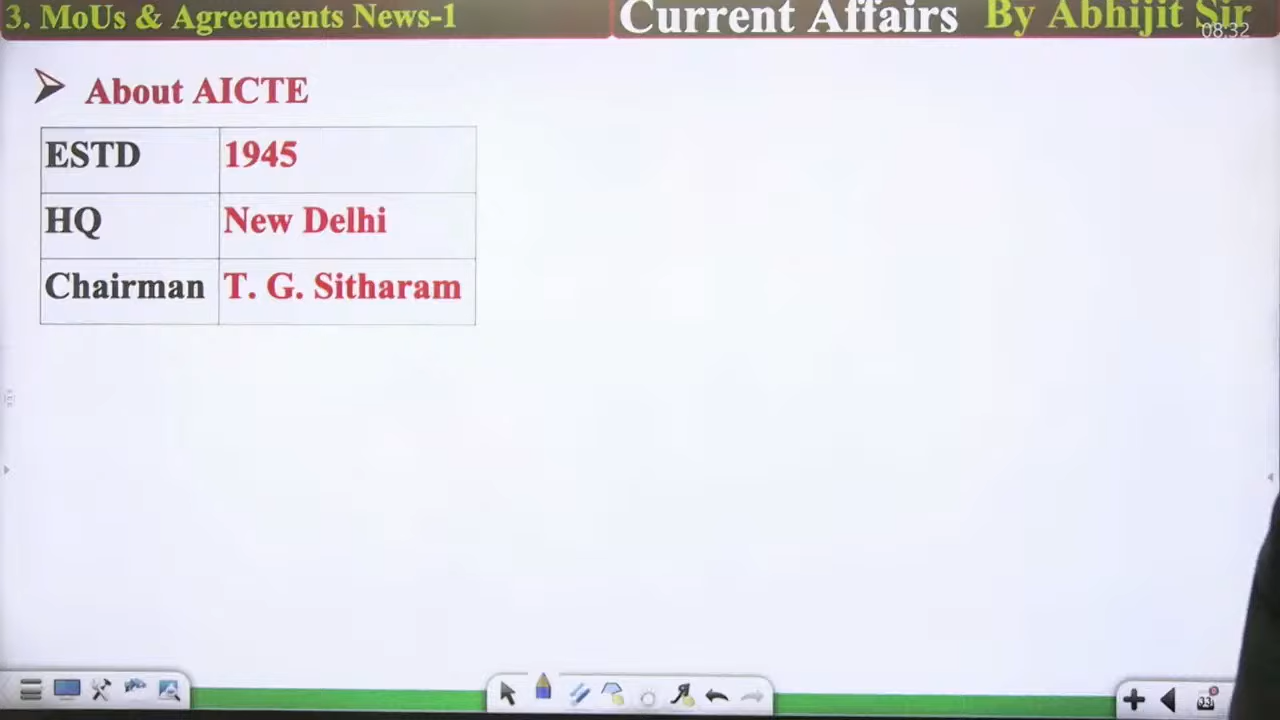 3. MoUs & Agreements News-1
Current Affairs By Abhijit Sir
08:32
About AICTE
ESTD 1945
HQ New Delhi
Chairman T. G. Sitharam
03